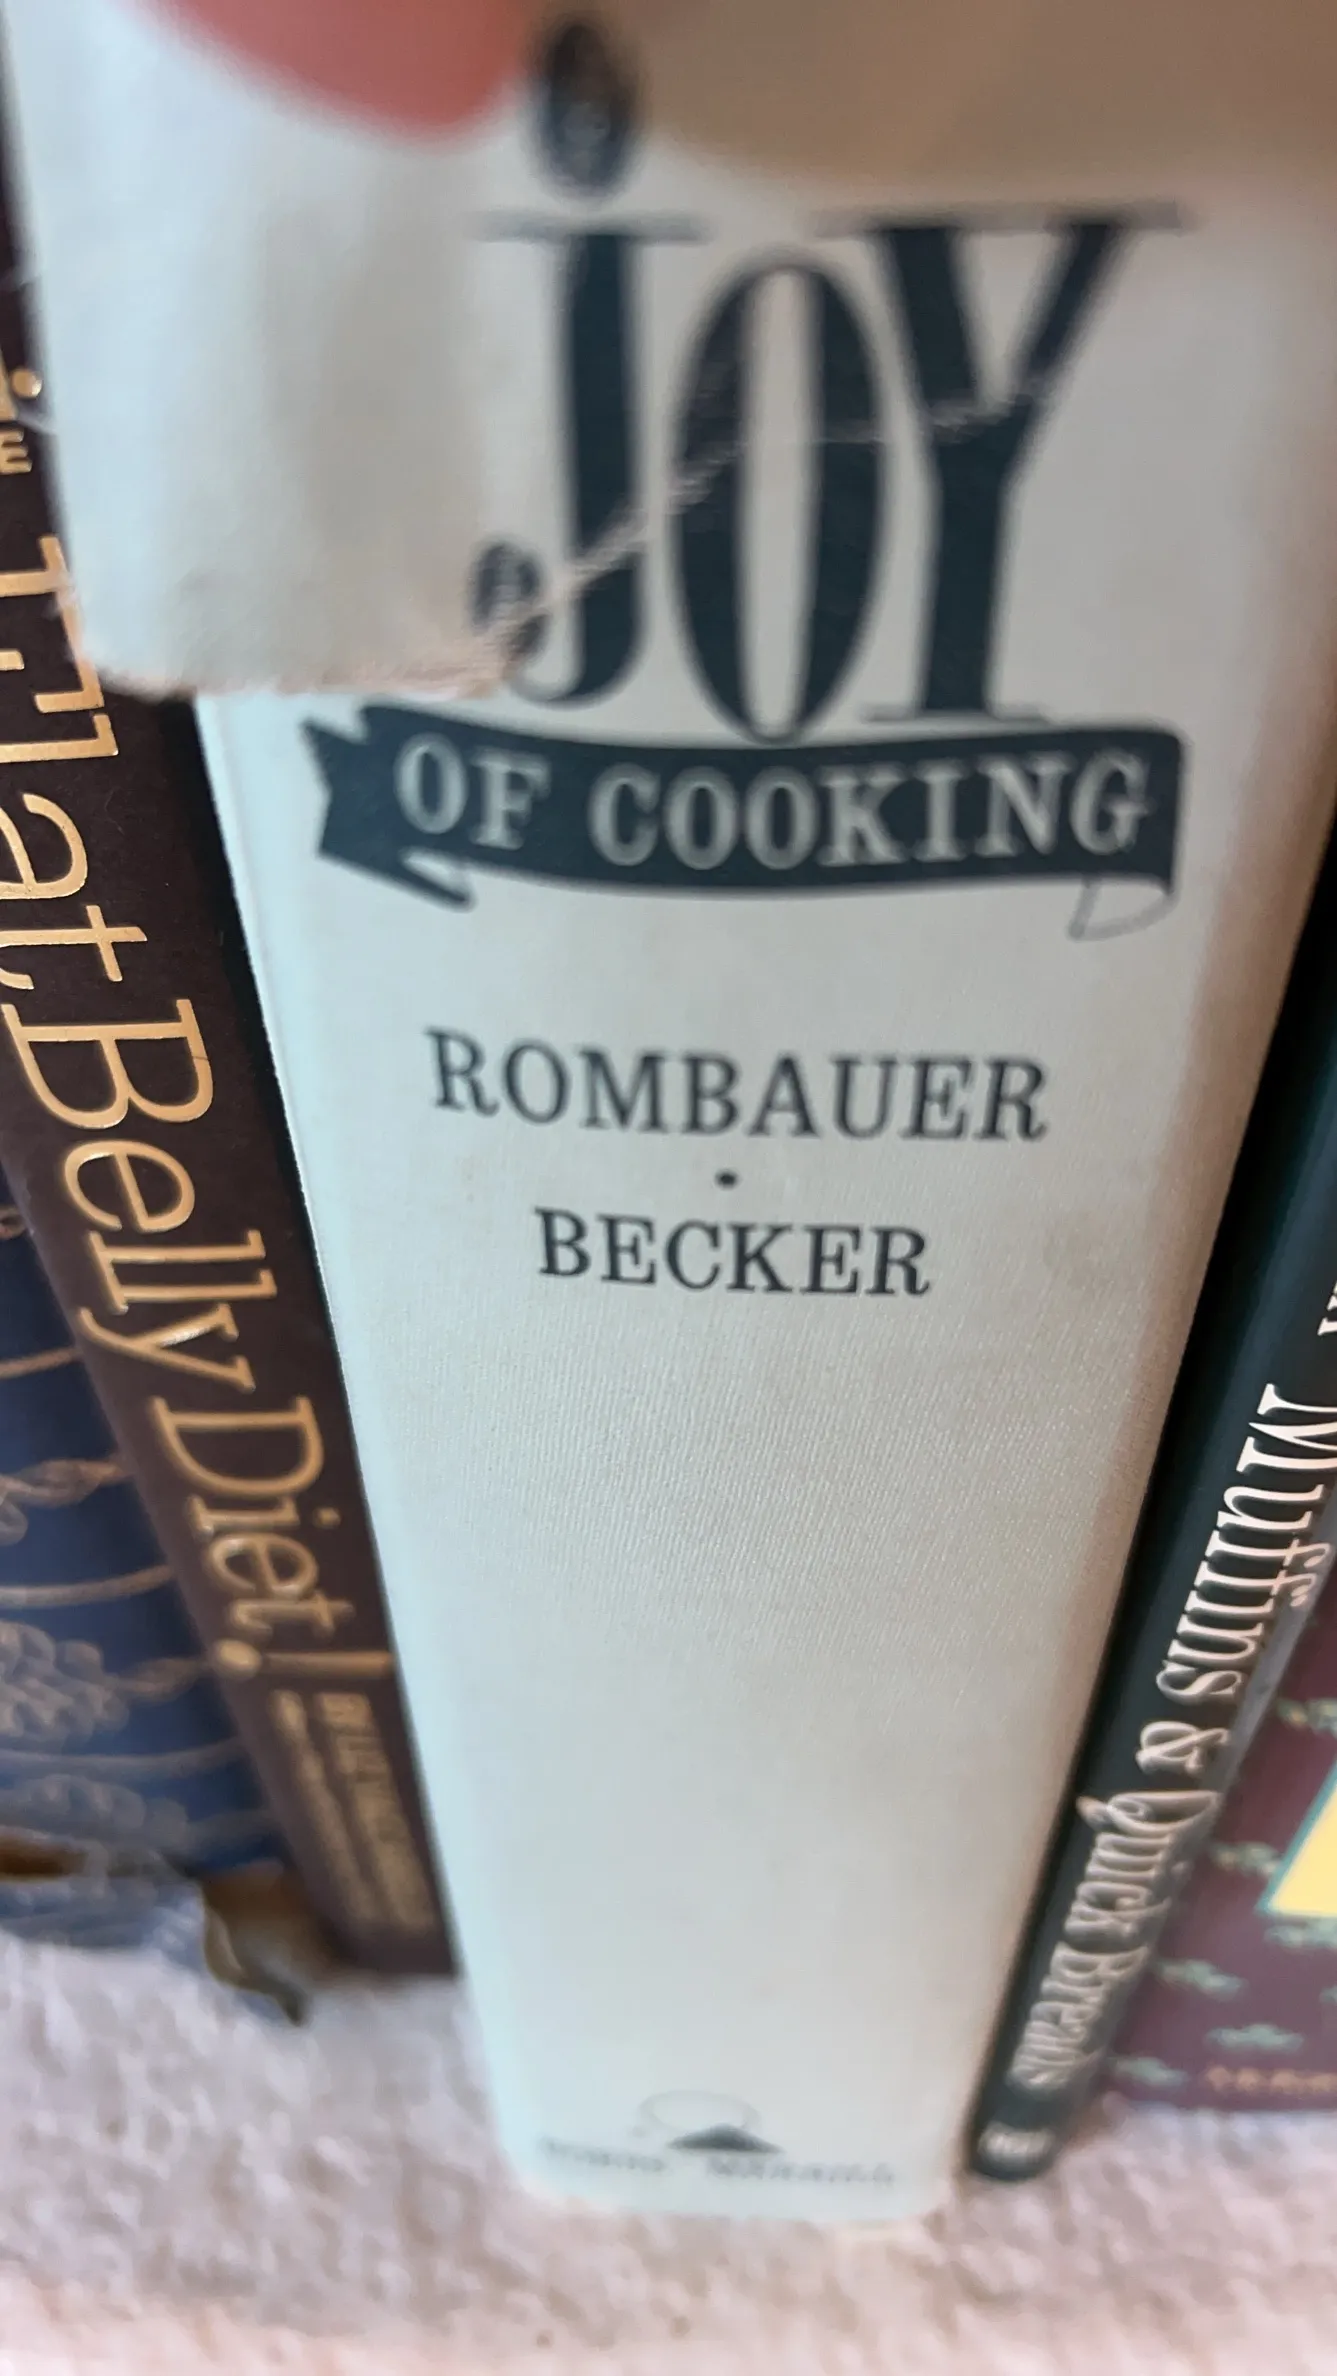 JOY
OF COOKING
ROMBAUER
•
BECKER
Flat Belly Diet!
Muffins & Quick Breads